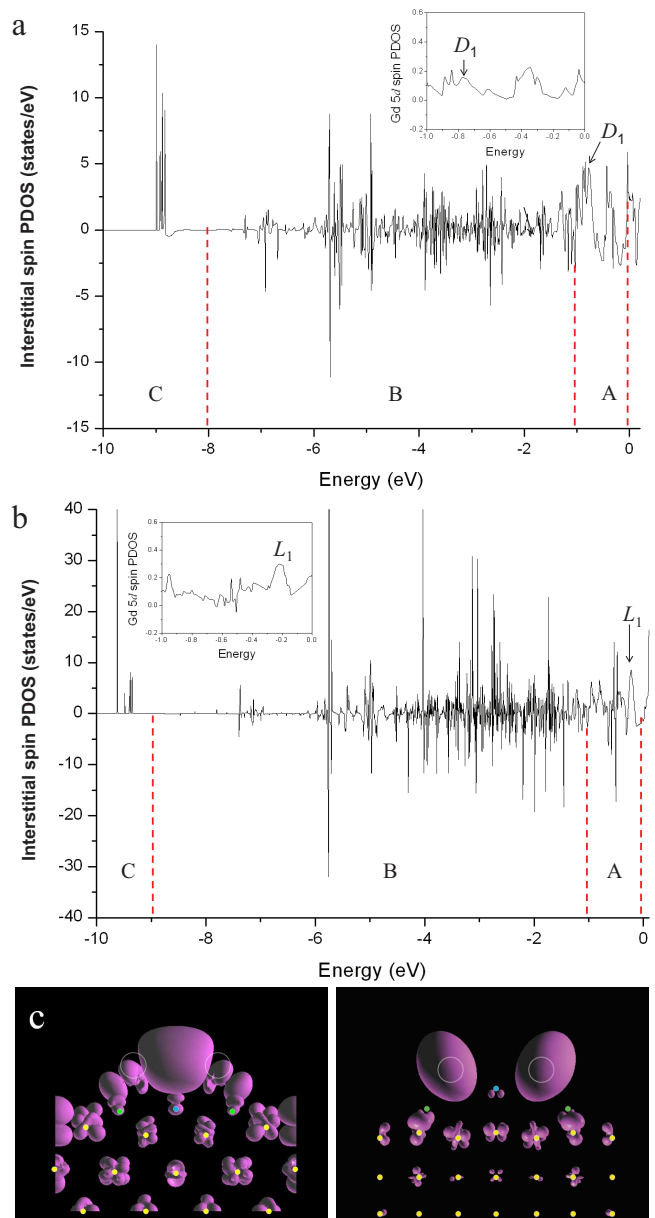 a
Interstitial spin PDOS (states/eV)
15
10
5
0
-5
-10
-15
Gd 5d spin PDOS
0.6
0.4
0.2
0.0
-0.2
D1
-1.0 -0.8 -0.6 -0.4 -0.2 0.0
Energy
D1
C B A
-10 -8 -6 -4 -2 0
Energy (eV)
b
Interstitial spin PDOS (states/eV)
40
30
20
10
0
-10
-20
-30
-40
Gd 5d spin PDOS
0.6
0.4
0.2
0.0
-0.2
L1
-1.0 -0.8 -0.6 -0.4 -0.2 0.0
Energy
L1
C B A
-10 -8 -6 -4 -2 0
Energy (eV)
c